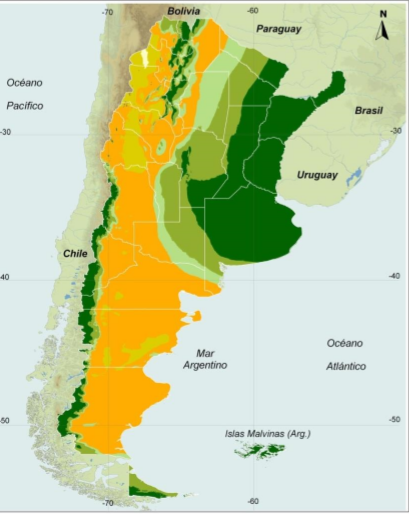 -70
Bolivia
-60
N
Paraguay
Océano
Pacífico
Brasil
-30
-30
Uruguay
Chile
-40
-40
Mar
Argentino
Océano
Atlántico
-50
-50
Islas Malvinas (Arg.)
-70
-60